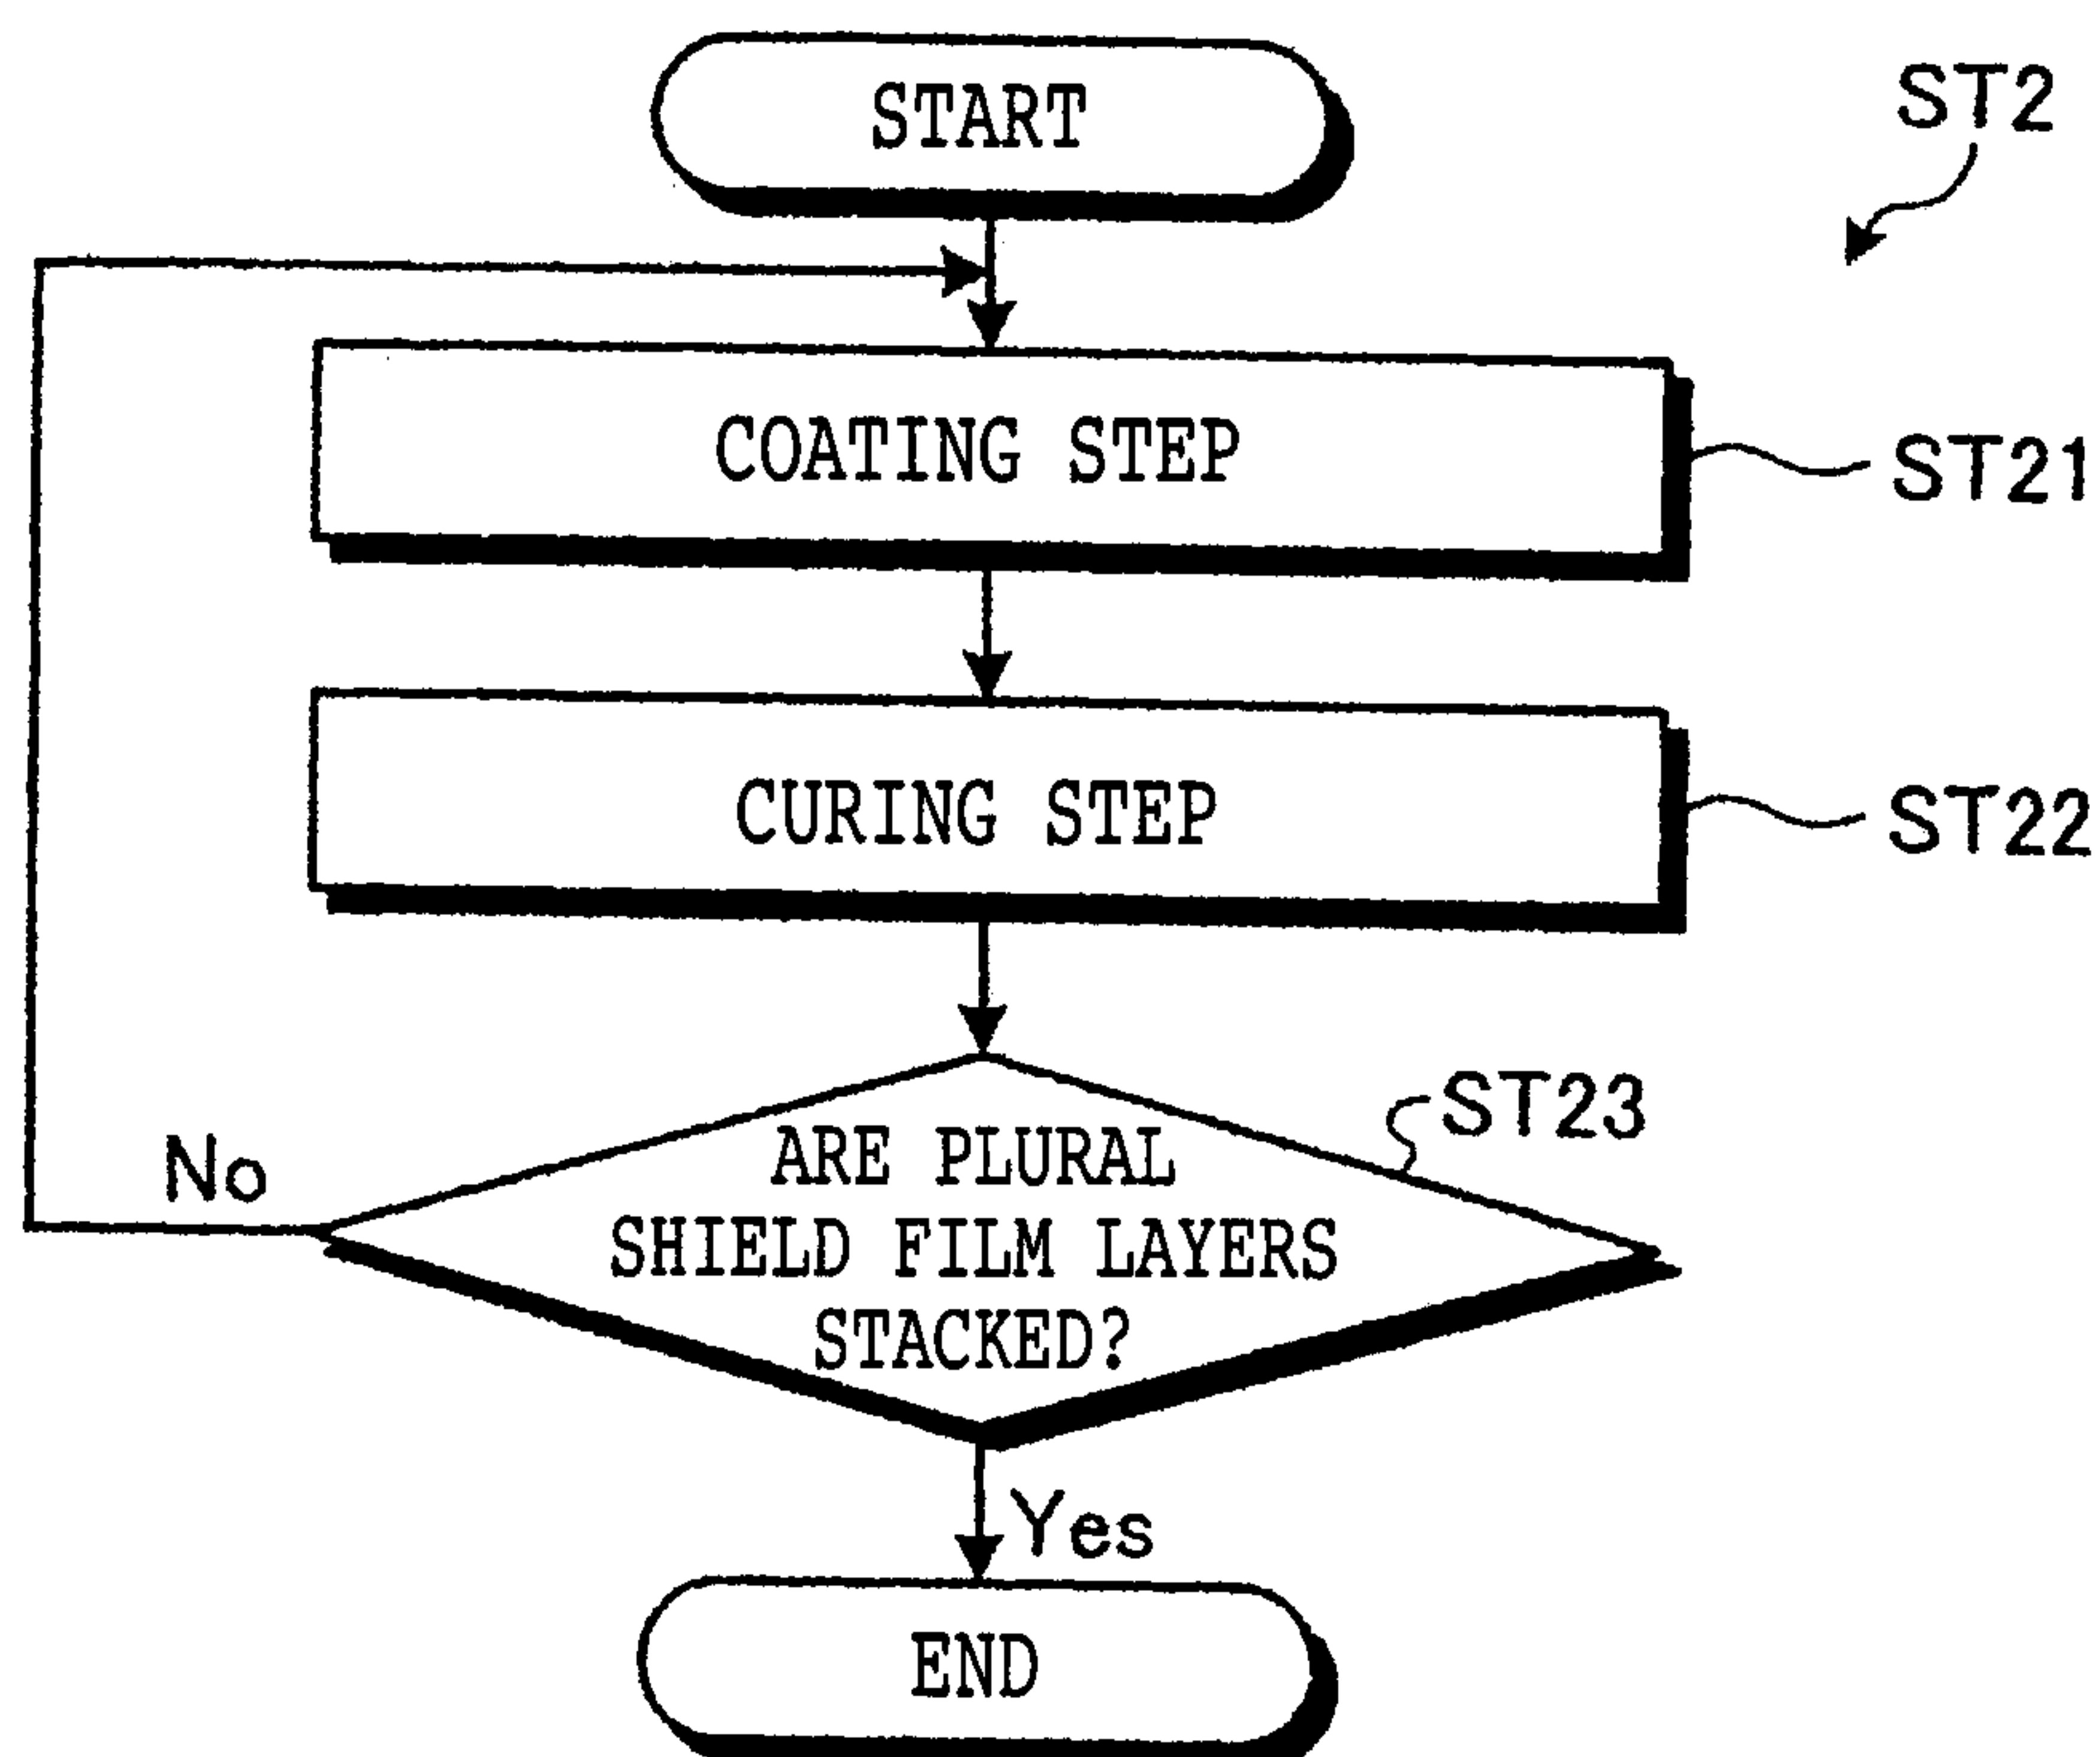 START
ST2
COATING STEP
ST21
CURING STEP
ST22
ST23
No
ARE PLURAL
SHIELD FILM LAYERS
STACKED?
Yes
END